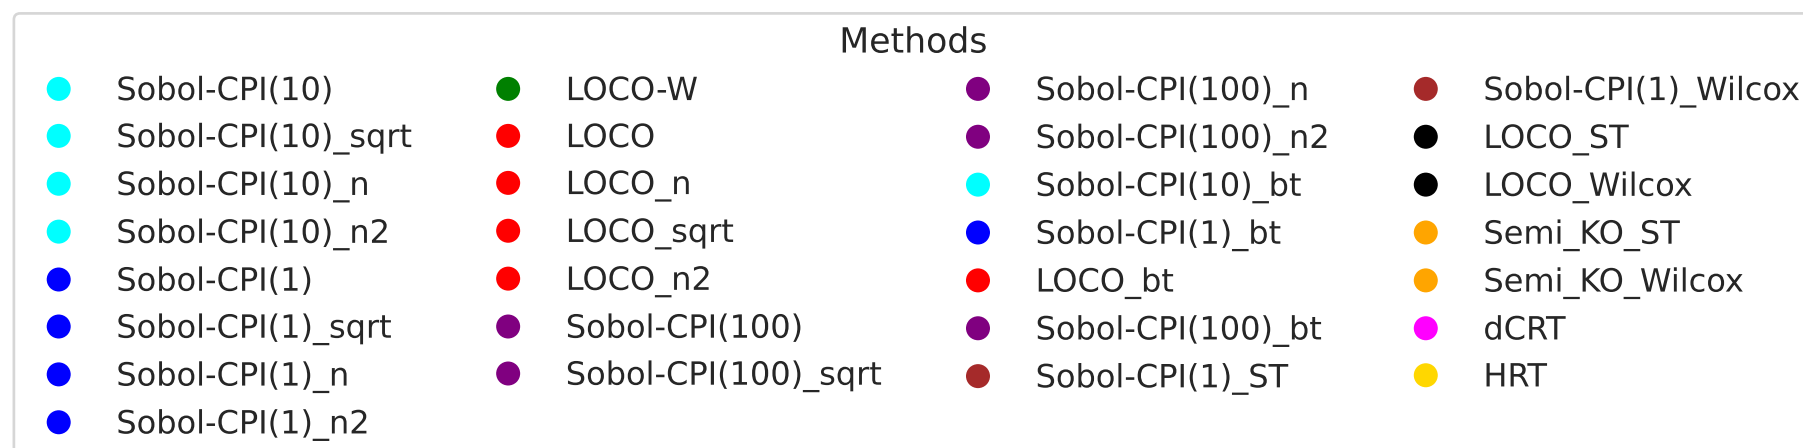 Methods
Sobol-CPI(10)
Sobol-CPI(10)_sqrt
Sobol-CPI(10)_n
Sobol-CPI(10)_n2
Sobol-CPI(1)
Sobol-CPI(1)_sqrt
Sobol-CPI(1)_n
Sobol-CPI(1)_n2
LOCO-W
LOCO
LOCO_n
LOCO_sqrt
LOCO_n2
Sobol-CPI(100)
Sobol-CPI(100)_sqrt
Sobol-CPI(100)_n
Sobol-CPI(100)_n2
Sobol-CPI(10)_bt
Sobol-CPI(1)_bt
LOCO_bt
Sobol-CPI(100)_bt
Sobol-CPI(1)_ST
Sobol-CPI(1)_Wilcox
LOCO_ST
LOCO_Wilcox
Semi_KO_ST
Semi_KO_Wilcox
dCRT
HRT